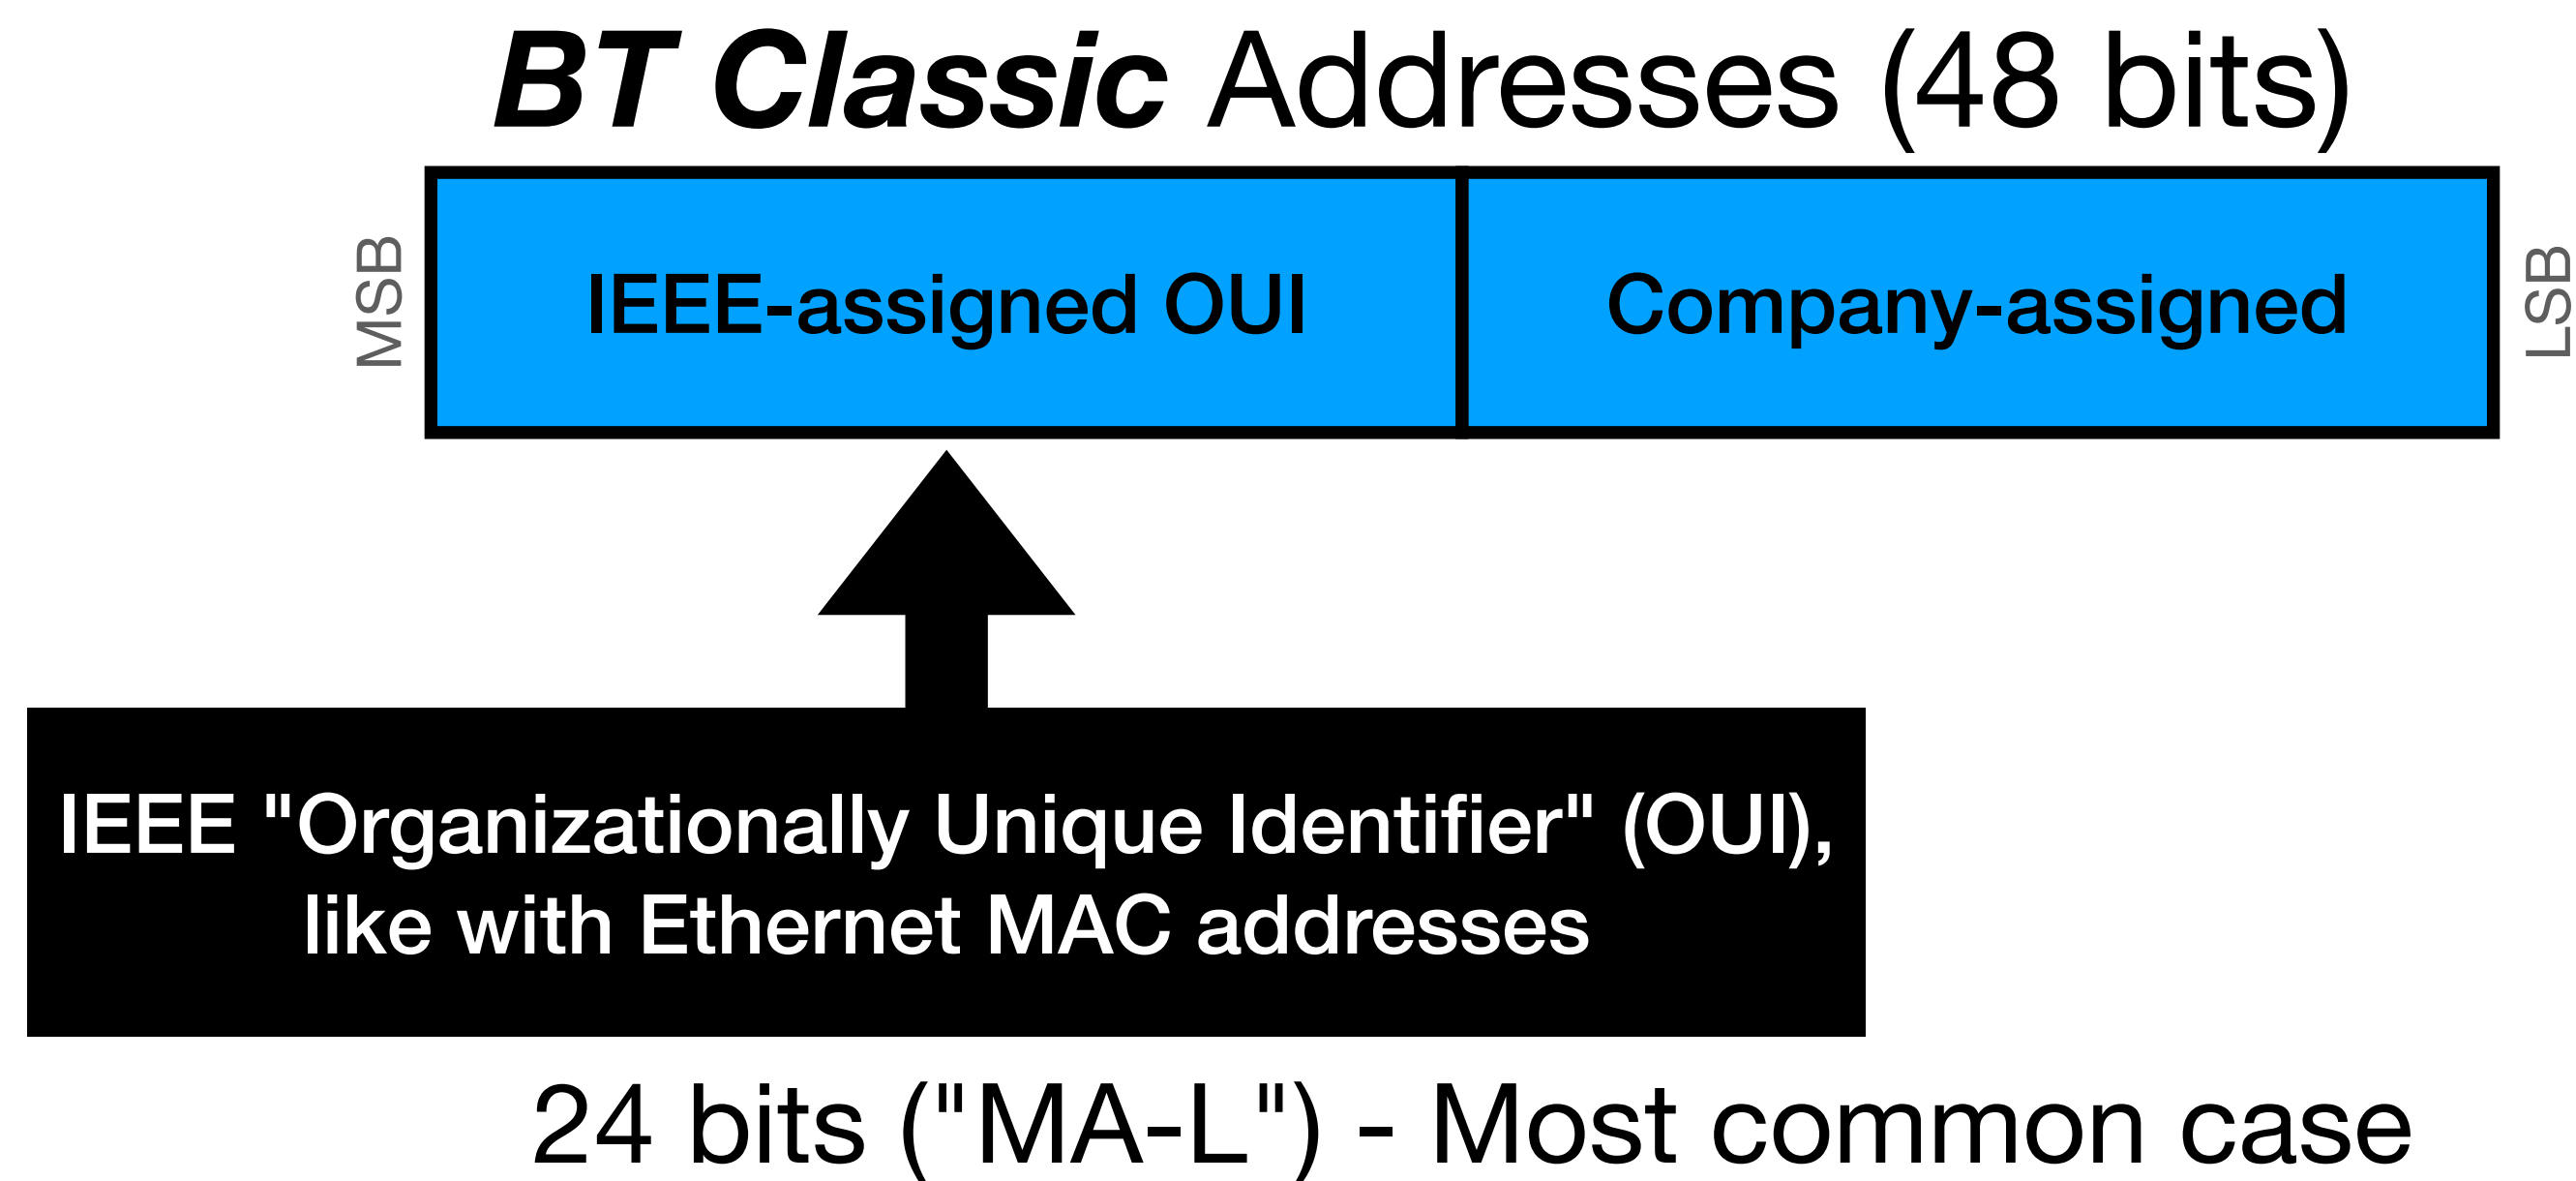 BT Classic Addresses (48 bits)
MSB
IEEE-assigned OUI
Company-assigned
LSB
IEEE "Organizationally Unique Identifier" (OUI),
like with Ethernet MAC addresses
24 bits ("MA-L") - Most common case